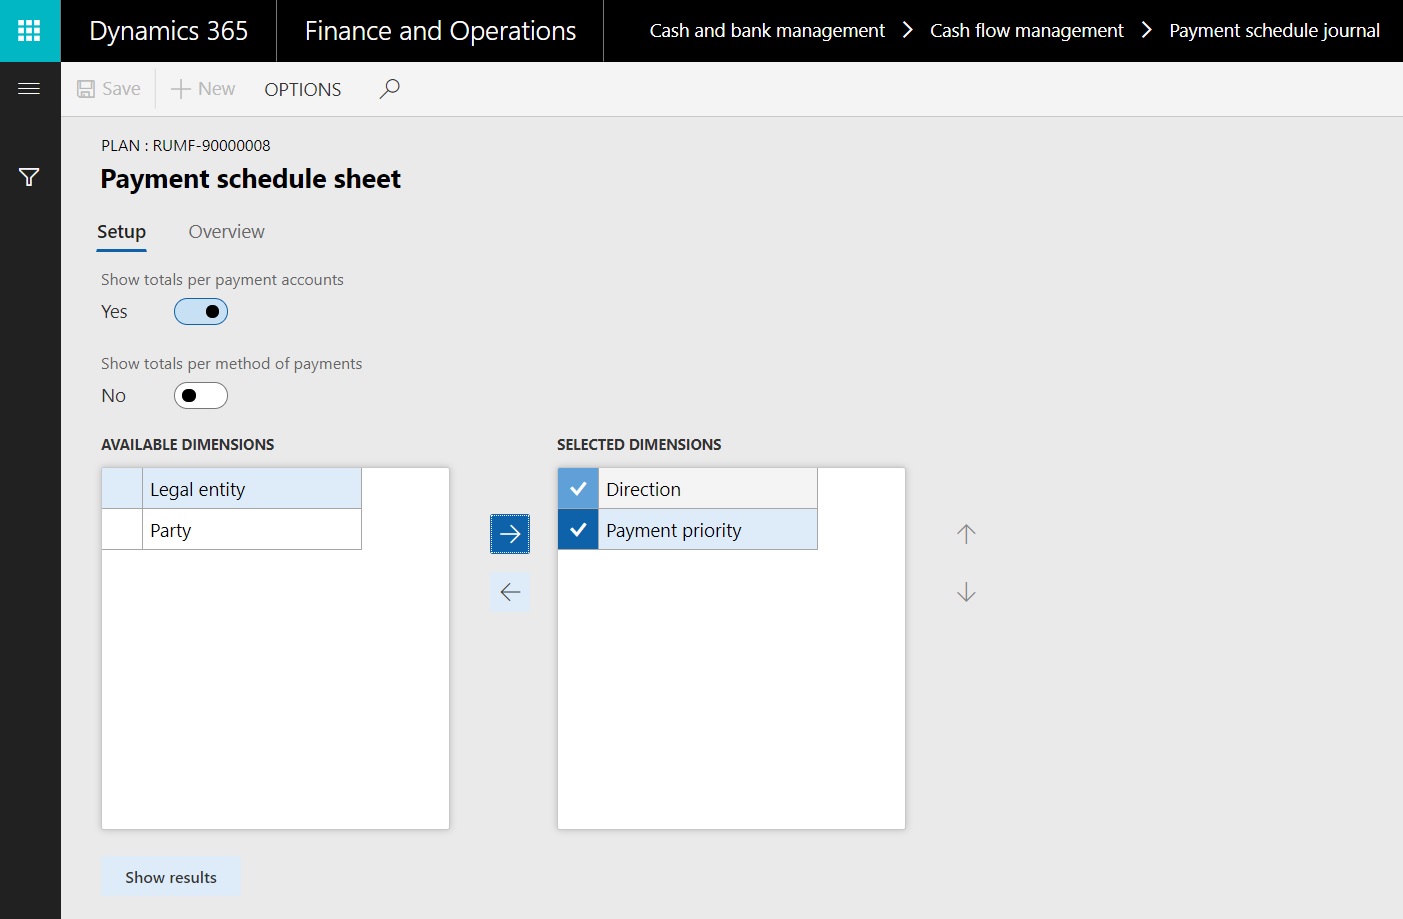 Dynamics 365 Finance and Operations Cash and bank management Cash flow management Payment schedule journal
Save New OPTIONS
PLAN : RUMF-90000008
Payment schedule sheet
Setup Overview
Show totals per payment accounts
Yes
Show totals per method of payments
No
AVAILABLE DIMENSIONS SELECTED DIMENSIONS
Legal entity Direction
Party Payment priority
Show results